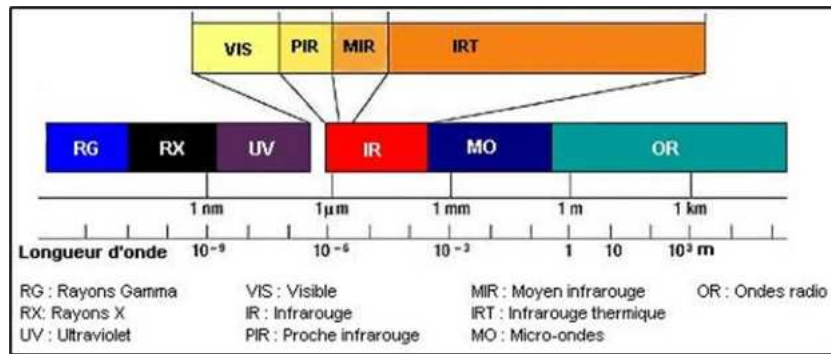 VIS PIR MIR IRT
RG RX UV IR MO OR
1 nm 1µm 1 mm 1 m 1 km
Longueur d'onde 10⁻⁹ 10⁻⁶ 10⁻³ 1 10 10³ m
RG : Rayons Gamma VIS : Visible MIR : Moyen infrarouge OR : Ondes radio
RX: Rayons X IR : Infrarouge IRT : Infrarouge thermique
UV : Ultraviolet PIR : Proche infrarouge MO : Micro-ondes